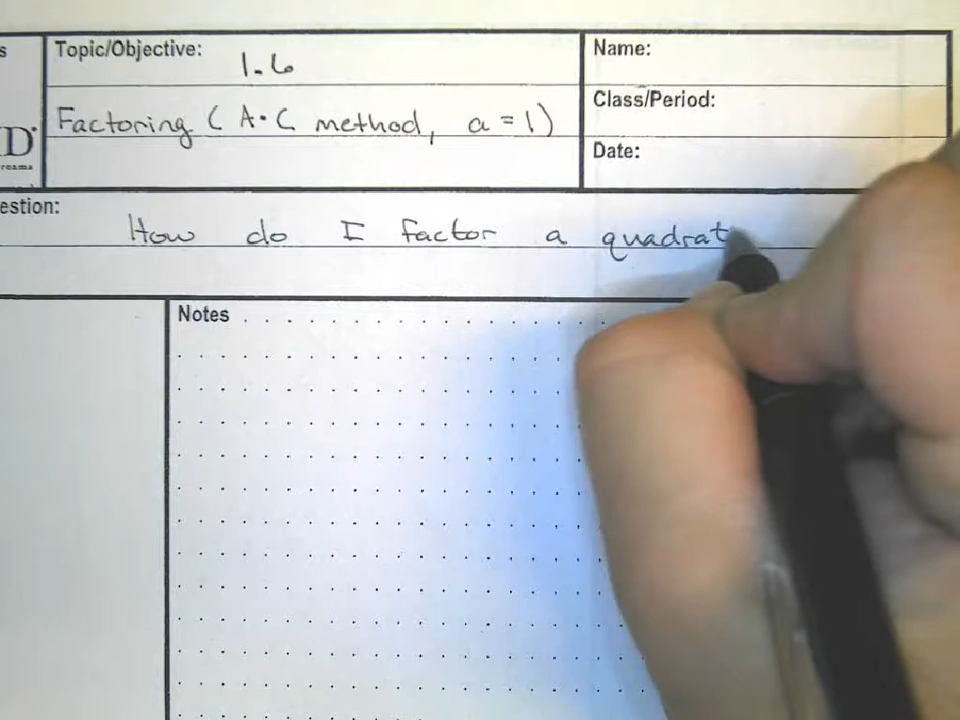 s
Topic/Objective: 1.6
Name:
Factoring (A•C method, a=1)
Class/Period:
D
Date:
estion:
How do I factor a quadrat
Notes